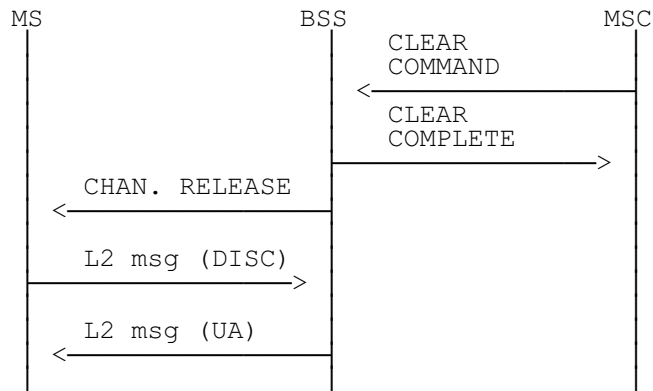 MS BSS MSC
CLEAR
COMMAND
CLEAR
COMPLETE
CHAN. RELEASE
L2 msg (DISC)
L2 msg (UA)